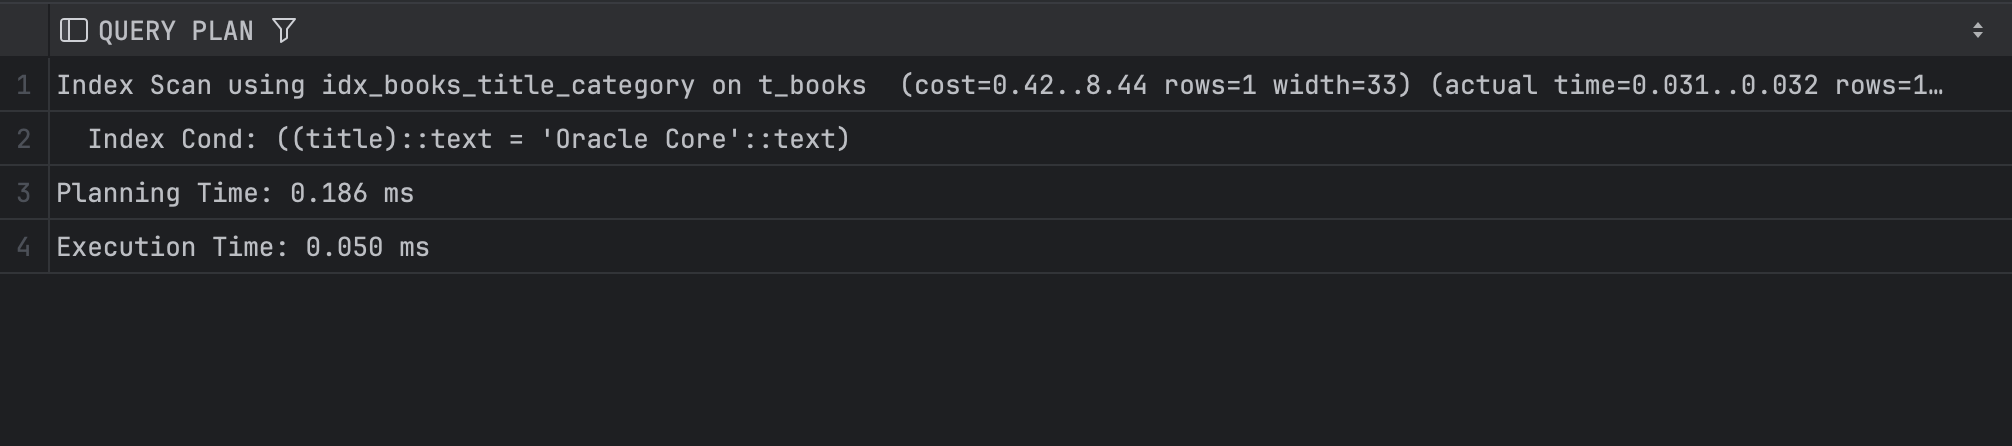 QUERY PLAN
1 Index Scan using idx_books_title_category on t_books  (cost=0.42..8.44 rows=1 width=33) (actual time=0.031..0.032 rows=1…
2   Index Cond: ((title)::text = 'Oracle Core'::text)
3 Planning Time: 0.186 ms
4 Execution Time: 0.050 ms